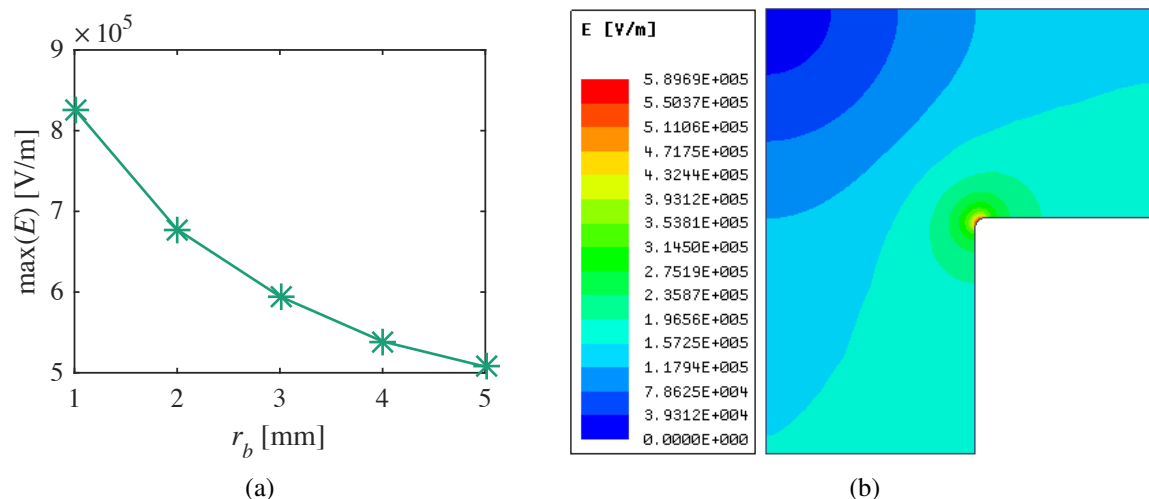 × 10⁵
9
8
7
6
5
max(E) [V/m]
1 2 3 4 5
r_b [mm]
(a)
E [V/m]
5.8969E+005
5.5037E+005
5.1106E+005
4.7175E+005
4.3244E+005
3.9312E+005
3.5381E+005
3.1450E+005
2.7519E+005
2.3587E+005
1.9656E+005
1.5725E+005
1.1794E+005
7.8625E+004
3.9312E+004
0.0000E+000
(b)